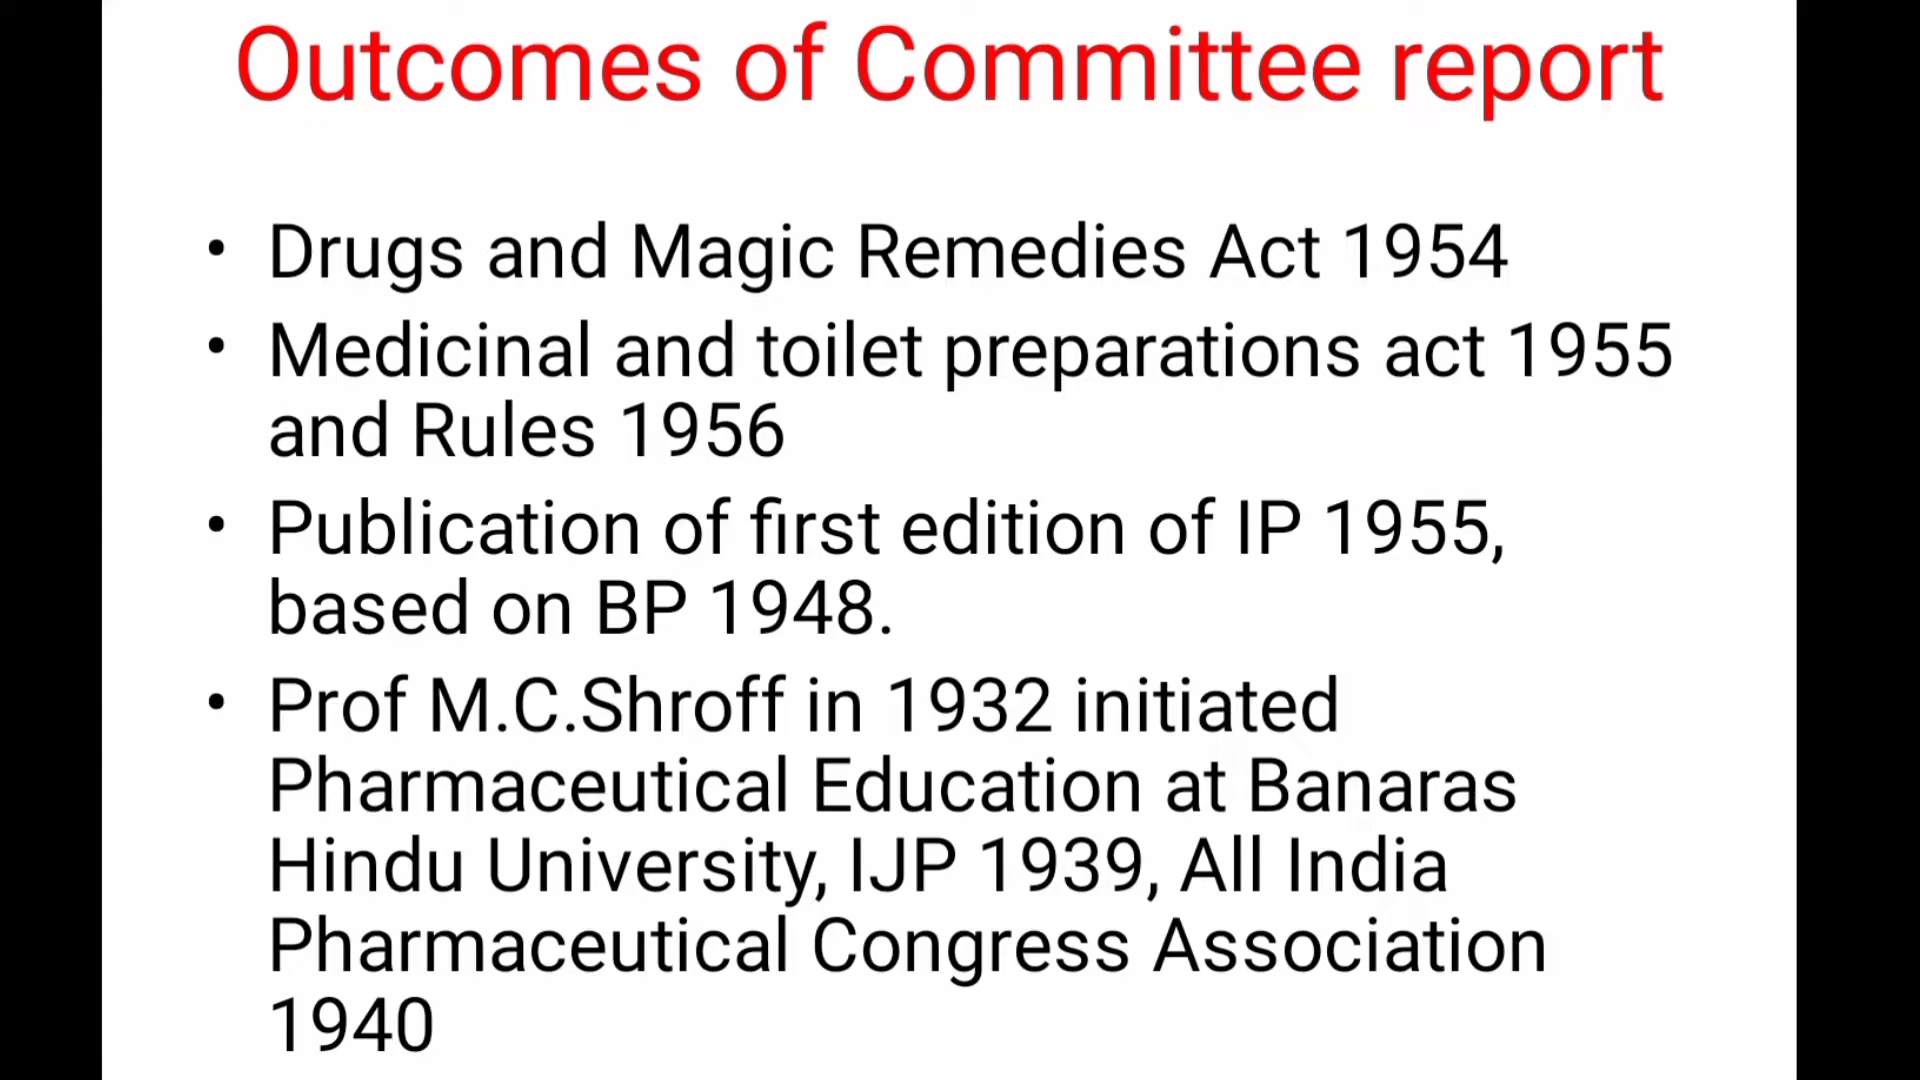 Outcomes of Committee report
• Drugs and Magic Remedies Act 1954
• Medicinal and toilet preparations act 1955
and Rules 1956
• Publication of first edition of IP 1955,
based on BP 1948.
• Prof M.C.Shroff in 1932 initiated
Pharmaceutical Education at Banaras
Hindu University, IJP 1939, All India
Pharmaceutical Congress Association
1940